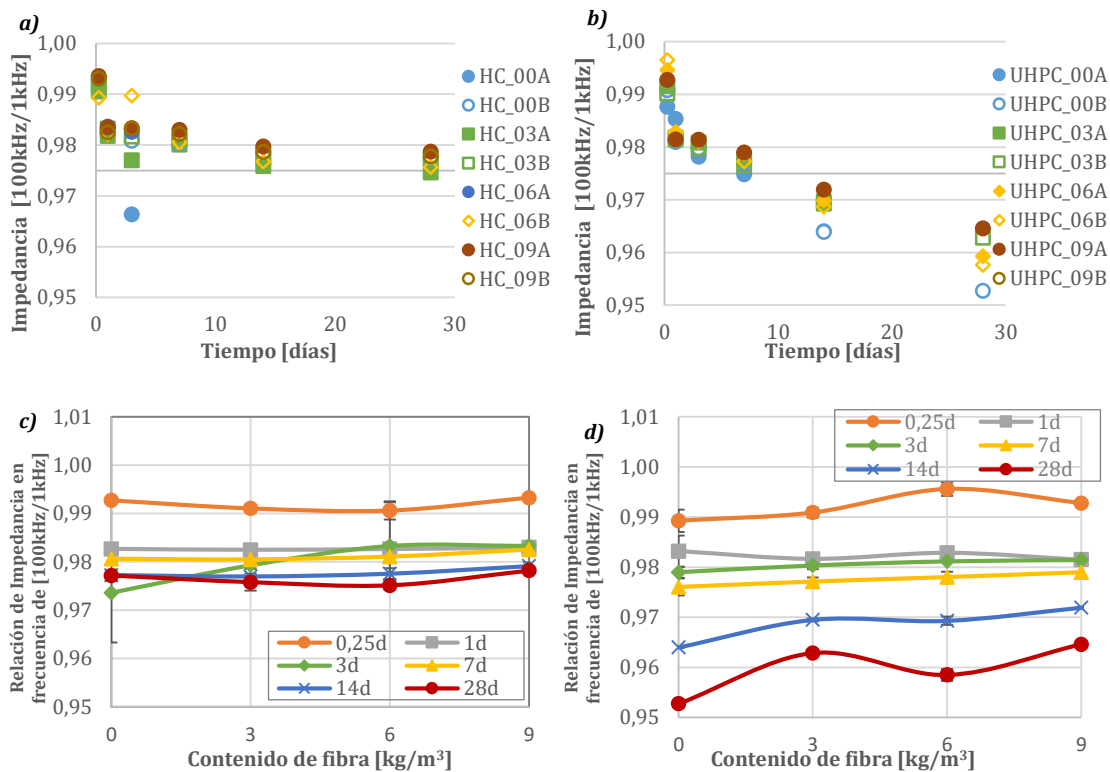 a)
1,00
0,99
0,98
0,97
0,96
0,95
Impedancia [100kHz/1kHz]
0
10
20
30
Tiempo [días]
HC_00A
HC_00B
HC_03A
HC_03B
HC_06A
HC_06B
HC_09A
HC_09B
b)
1,00
0,99
0,98
0,97
0,96
0,95
Impedancia [100kHz/1kHz]
0
10
20
30
Tiempo [días]
UHPC_00A
UHPC_00B
UHPC_03A
UHPC_03B
UHPC_06A
UHPC_06B
UHPC_09A
UHPC_09B
c)
1,01
1,00
0,99
0,98
0,97
0,96
0,95
Relación de Impedancia en
frecuencia de [100kHz/1kHz]
0,25d 1d
3d 7d
14d 28d
0
3
6
9
Contenido de fibra [kg/m³]
d)
1,01
1,00
0,99
0,98
0,97
0,96
0,95
Relación de Impedancia en
frecuencia de [100kHz/1kHz]
0,25d 1d
3d 7d
14d 28d
0
3
6
9
Contenido de fibra [kg/m³]